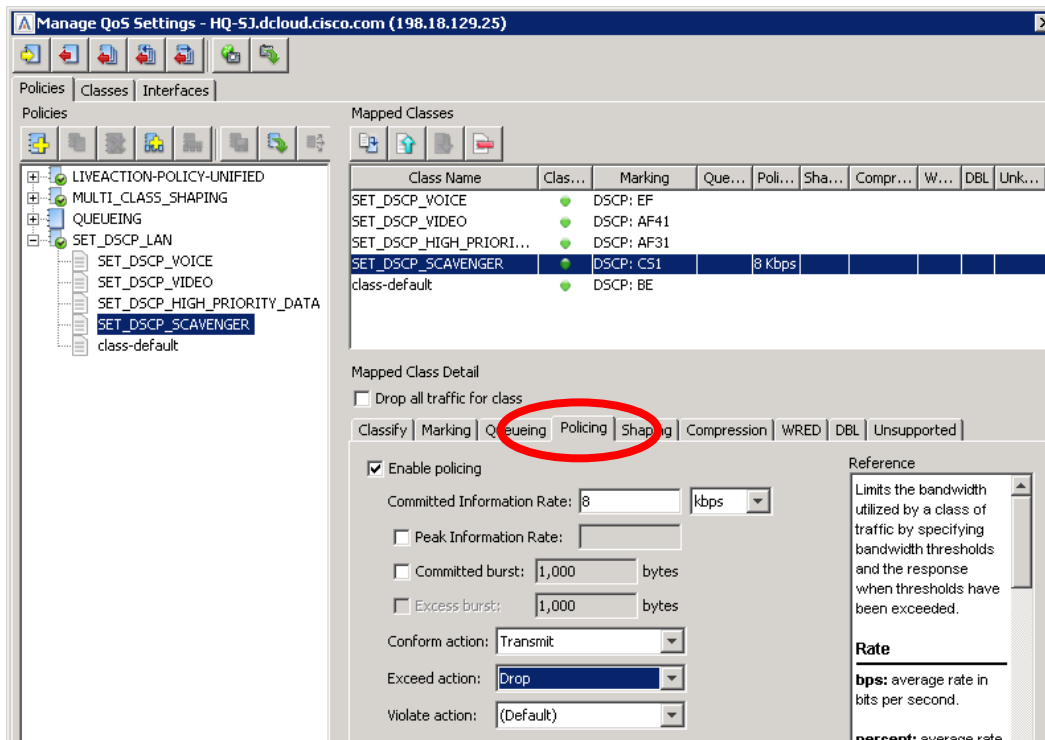 Manage QoS Settings - HQ-SJ.dcloud.cisco.com (198.18.129.25)
Policies Classes Interfaces
Policies
LIVEACTION-POLICY-UNIFIED
MULTI_CLASS_SHAPING
QUEUEING
SET_DSCP_LAN
SET_DSCP_VOICE
SET_DSCP_VIDEO
SET_DSCP_HIGH_PRIORITY_DATA
SET_DSCP_SCAVENGER
class-default
Mapped Classes
Class Name Clas... Marking Que... Poli... Sha... Compr... W... DBL Unk...
SET_DSCP_VOICE DSCP: EF
SET_DSCP_VIDEO DSCP: AF41
SET_DSCP_HIGH_PRIORI... DSCP: AF31
SET_DSCP_SCAVENGER DSCP: CS1 8 Kbps
class-default DSCP: BE
Mapped Class Detail
Drop all traffic for class
Classify Marking Queueing Policing Shaping Compression WRED DBL Unsupported
Enable policing
Committed Information Rate: 8 kbps
Peak Information Rate:
Committed burst: 1,000 bytes
Excess burst: 1,000 bytes
Conform action: Transmit
Exceed action: Drop
Violate action: (Default)
Reference
Limits the bandwidth
utilized by a class of
traffic by specifying
bandwidth thresholds
and the response
when thresholds have
been exceeded.
Rate
bps: average rate in
bits per second.
percent: average rate